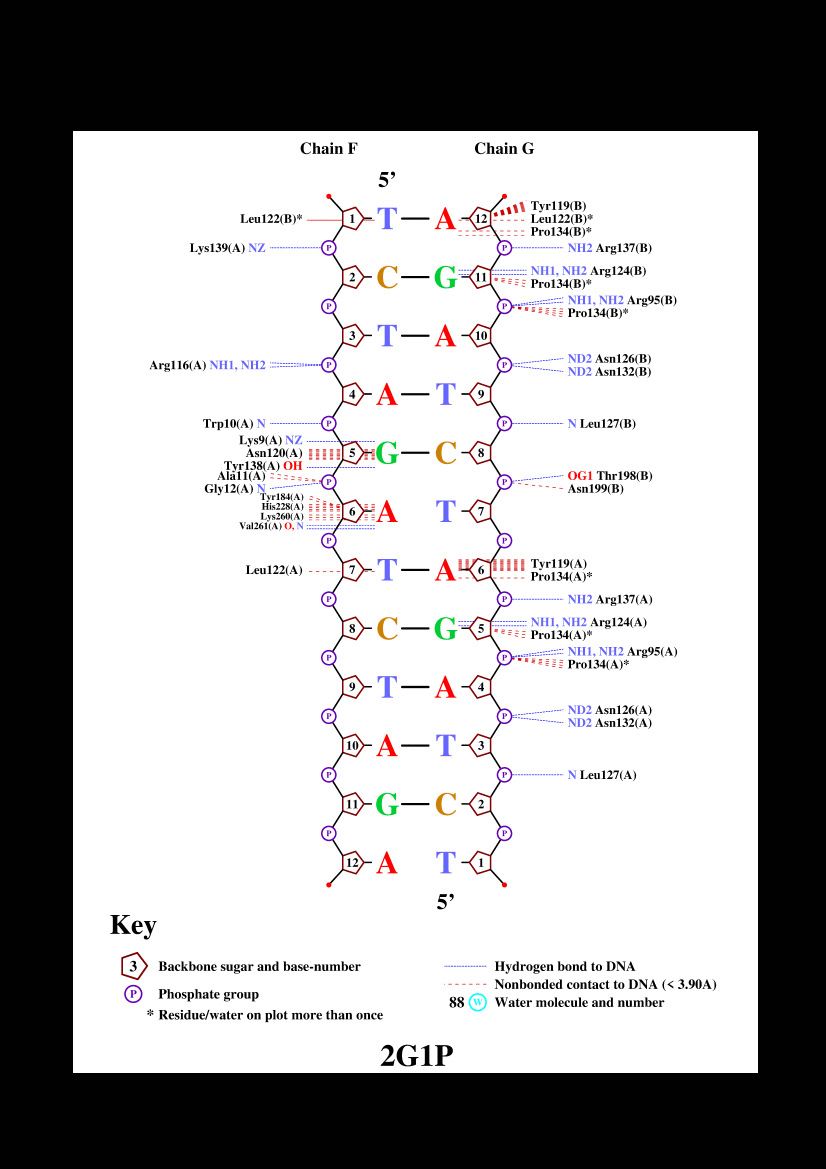 Chain F Chain G
5’
Tyr119(B)
Leu122(B)* 1 T A 12 Leu122(B)*
Pro134(B)*
Lys139(A) NZ P P NH2 Arg137(B)
2 C G 11 NH1, NH2 Arg124(B)
Pro134(B)*
P P NH1, NH2 Arg95(B)
Pro134(B)*
3 T A 10
Arg116(A) NH1, NH2 P P ND2 Asn126(B)
ND2 Asn132(B)
4 A T 9
Trp10(A) N P P N Leu127(B)
Lys9(A) NZ
Asn120(A) 5 G C 8
Tyr138(A) OH
Ala11(A) P P OG1 Thr198(B)
Gly12(A) N Asn199(B)
Tyr184(A)
His228(A) 6 A T 7
Lys260(A)
Val261(A) O, N
P P
Tyr119(A)
Leu122(A) 7 T A 6
Pro134(A)*
P P NH2 Arg137(A)
8 C G 5 NH1, NH2 Arg124(A)
Pro134(A)*
P P NH1, NH2 Arg95(A)
Pro134(A)*
9 T A 4
P P ND2 Asn126(A)
ND2 Asn132(A)
10 A T 3
P P N Leu127(A)
11 G C 2
P P
12 A T 1
5’
Key
3 Backbone sugar and base-number
P Phosphate group
* Residue/water on plot more than once
Hydrogen bond to DNA
Nonbonded contact to DNA (< 3.90A)
88 W Water molecule and number
2G1P